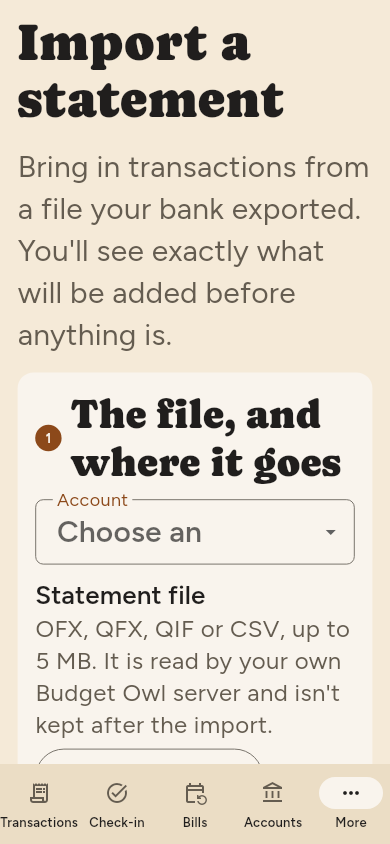 Import a
statement
Bring in transactions from
a file your bank exported.
You'll see exactly what
will be added before
anything is.
1
The file, and
where it goes
Account
Choose an
Statement file
OFX, QFX, QIF or CSV, up to
5 MB. It is read by your own
Budget Owl server and isn't
kept after the import.
Transactions Check-in Bills Accounts More